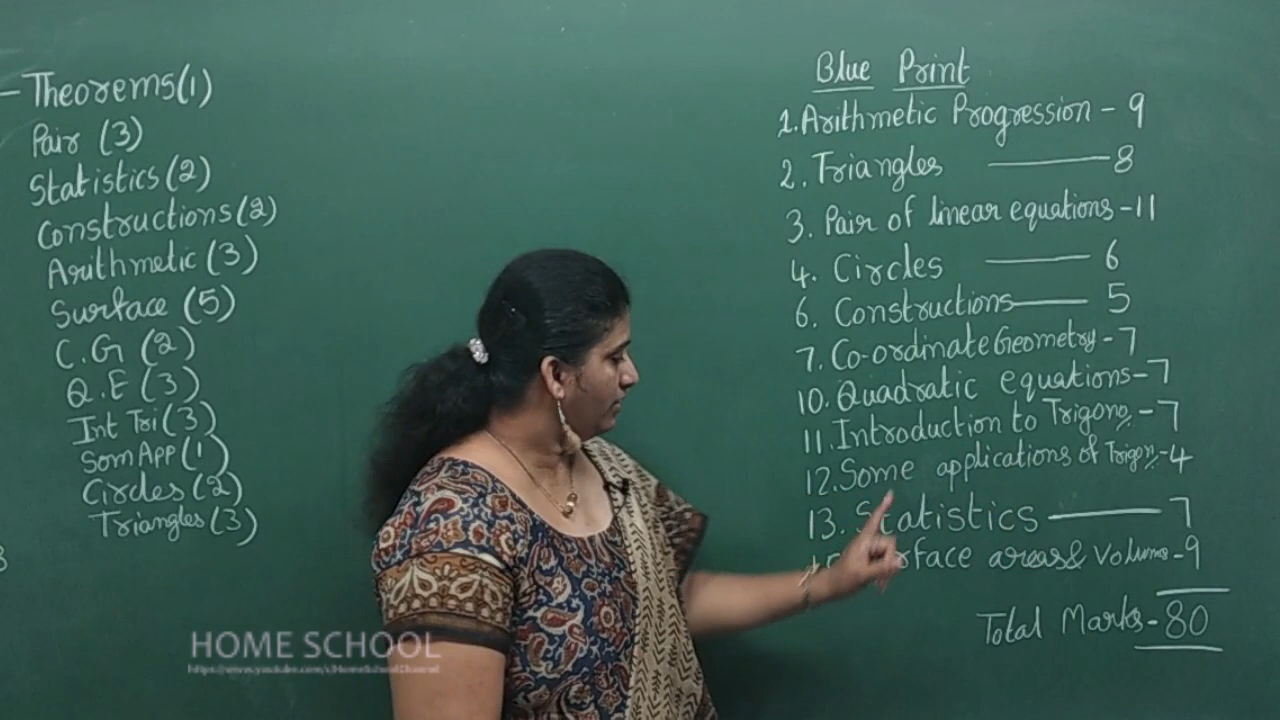 – Theorems(1)
Pair (3)
Statistics (2)
Constructions (2)
Arithmetic (3)
Surface (5)
C.G (2)
Q.E (3)
Int Tri (3)
Som App (1)
Circles (2)
Triangles (3)
3
Blue Print
1. Arithmetic Progression - 9
2. Triangles — 8
3. Pair of linear equations - 11
4. Circles — 6
6. Constructions — 5
7. Co-ordinate Geometry - 7
10. Quadratic equations - 7
11. Introduction to Trigono - 7
12. Some applications of Trigon - 4
13. Statistics — 7
areas & Volumes - 9
Total Marks - 80
HOME SCHOOL